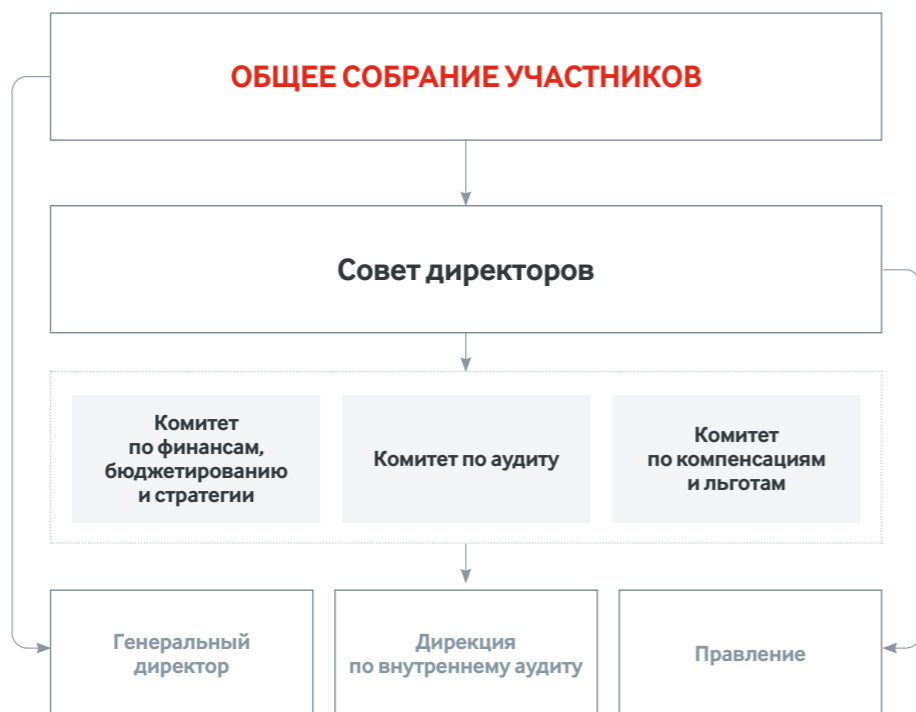 ОБЩЕЕ СОБРАНИЕ УЧАСТНИКОВ
Совет директоров
Комитет
по финансам,
бюджетированию
и стратегии
Комитет по аудиту
Комитет
по компенсациям
и льготам
Генеральный
директор
Дирекция
по внутреннему аудиту
Правление